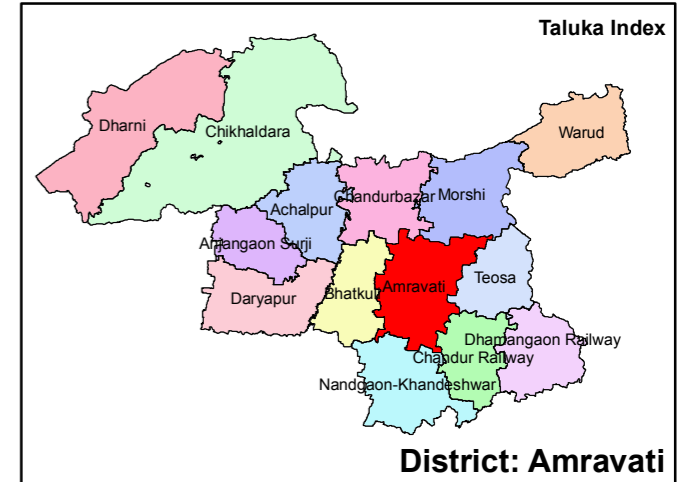 Taluka Index
Dharni
Chikhaldara
Warud
Chandurbazar
Morshi
Achalpur
Anjangaon Surji
Teosa
Daryapur
Bhatkuli
Amravati
Dhamangaon Railway
Chandur Railway
Nandgaon-Khandeshwar
District: Amravati